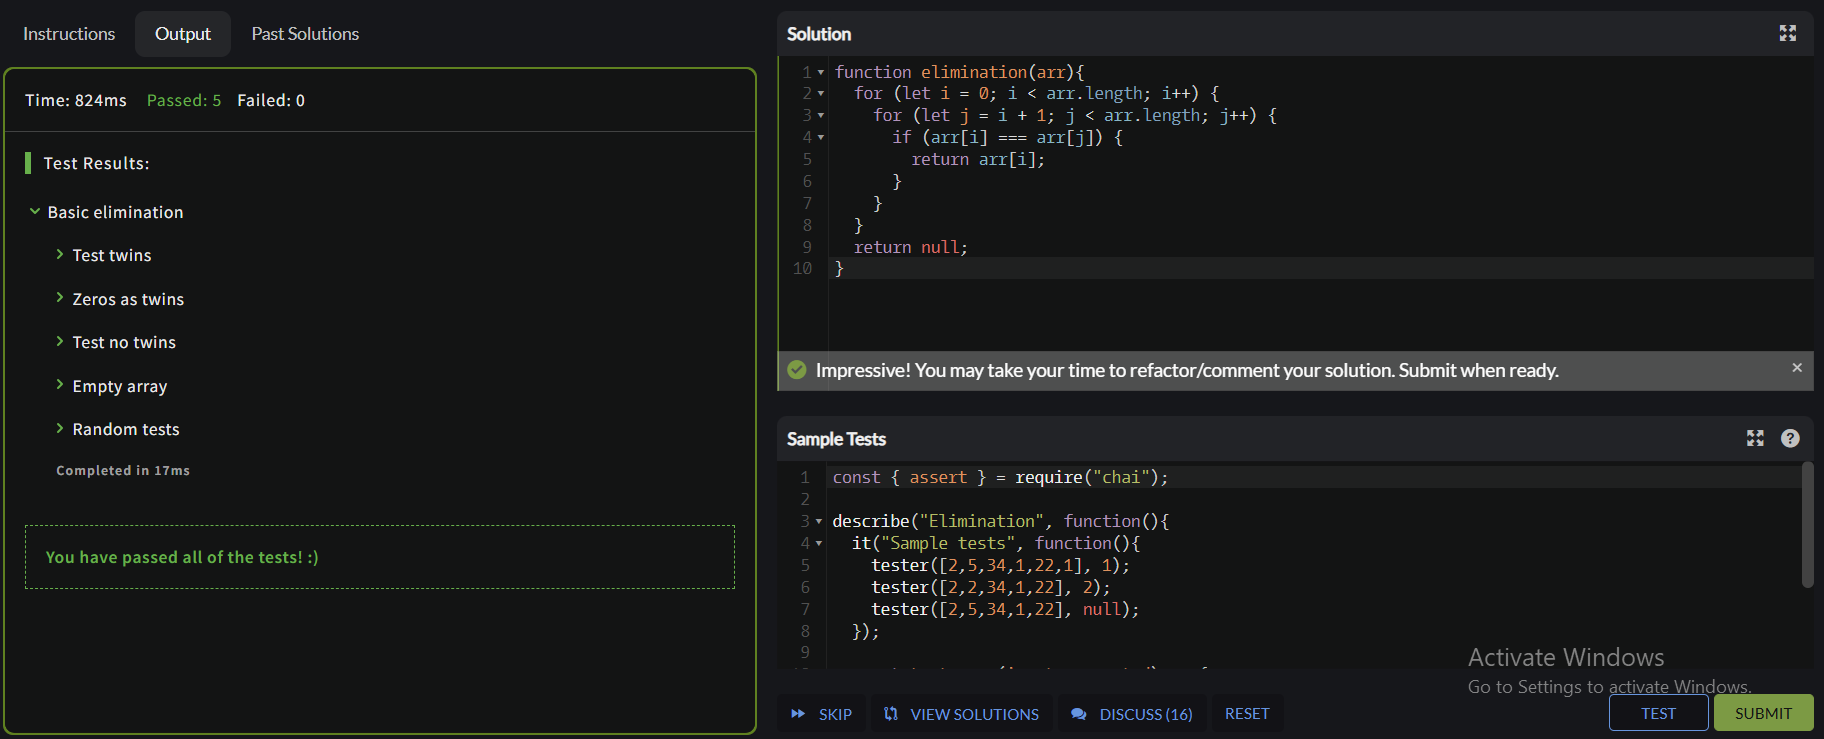 Instructions
Output
Past Solutions
Time: 824ms Passed: 5 Failed: 0
Test Results:
Basic elimination
Test twins
Zeros as twins
Test no twins
Empty array
Random tests
Completed in 17ms
You have passed all of the tests! :)
Solution
1 function elimination(arr){
2 for (let i = 0; i < arr.length; i++) {
3 for (let j = i + 1; j < arr.length; j++) {
4 if (arr[i] === arr[j]) {
5 return arr[i];
6 }
7 }
8 }
9 return null;
10 }
Impressive! You may take your time to refactor/comment your solution. Submit when ready.
Sample Tests
1 const { assert } = require("chai");
2
3 describe("Elimination", function(){
4 it("Sample tests", function(){
5 tester([2,5,34,1,22,1], 1);
6 tester([2,2,34,1,22], 2);
7 tester([2,5,34,1,22], null);
8 });
9
Activate Windows
Go to Settings to activate Windows.
SKIP
VIEW SOLUTIONS
DISCUSS (16)
RESET
TEST
SUBMIT